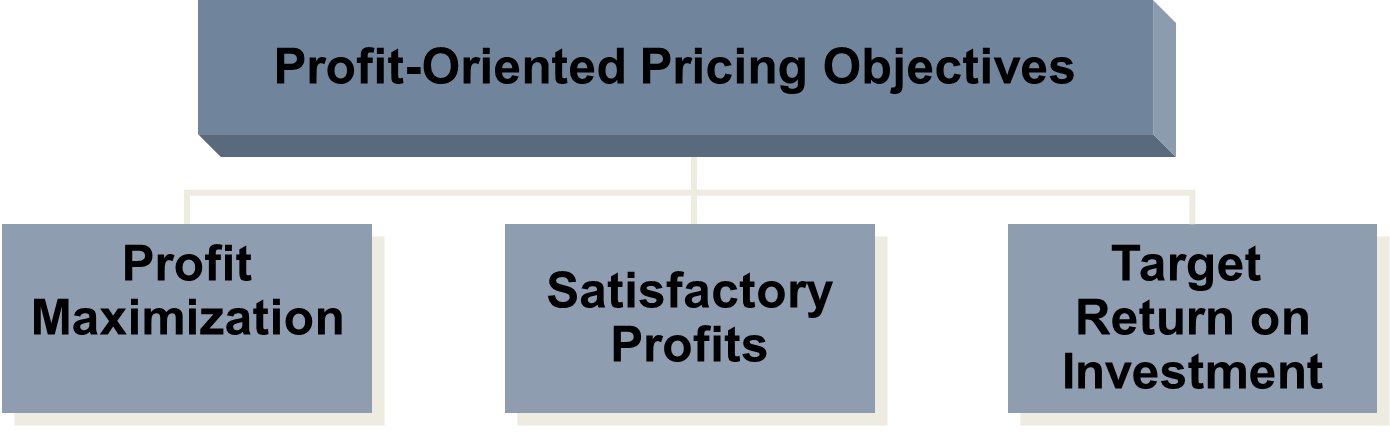 Profit-Oriented Pricing Objectives
Profit
Maximization
Satisfactory
Profits
Target
Return on
Investment